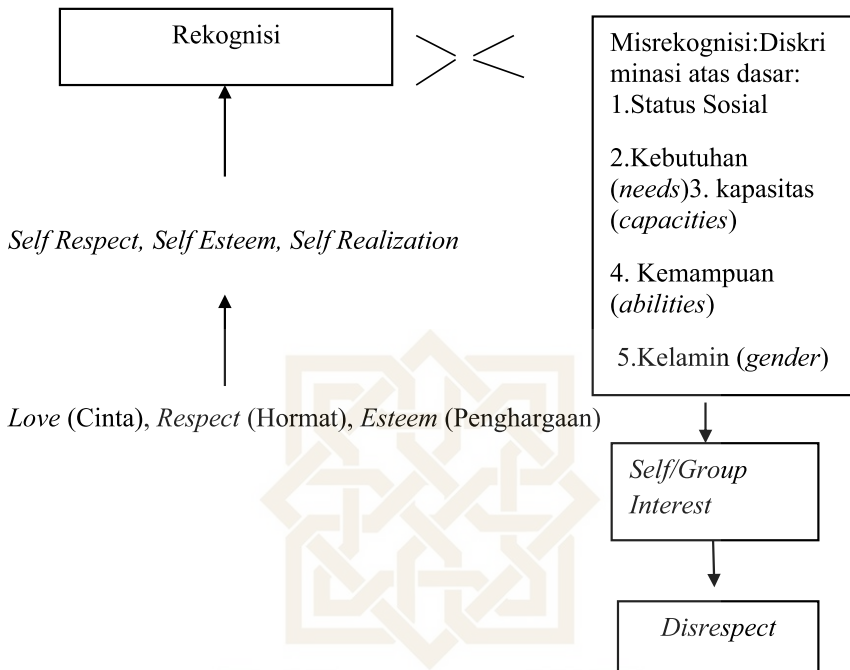 Rekognisi
Self Respect, Self Esteem, Self Realization
Love (Cinta), Respect (Hormat), Esteem (Penghargaan)
Misrekognisi:Diskri
minasi atas dasar:
1.Status Sosial
2.Kebutuhan
(needs)3. kapasitas
(capacities)
4. Kemampuan
(abilities)
5.Kelamin (gender)
Self/Group
Interest
Disrespect